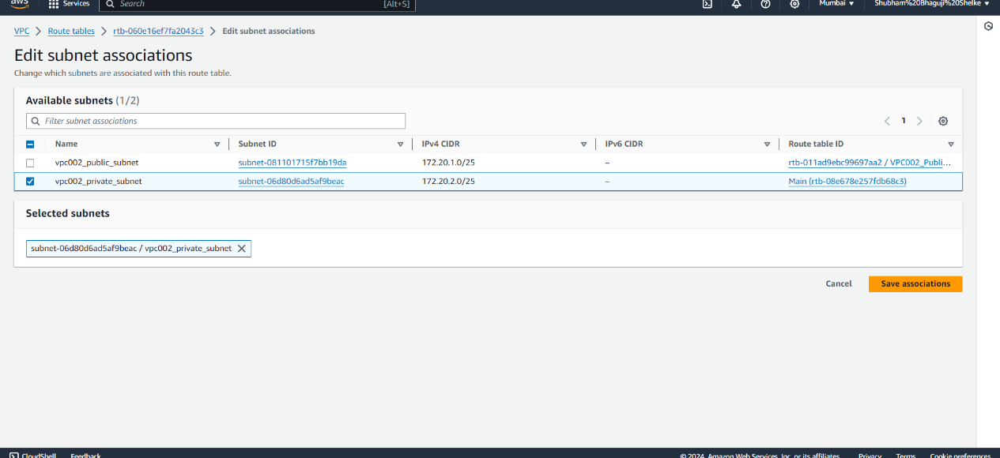 aws Services Search [Alt+S] Mumbai Shubham%20Bhaguji%20Shelke
VPC Route tables rtb-060e16ef7fa2043c3 Edit subnet associations
Edit subnet associations
Change which subnets are associated with this route table.
Available subnets (1/2)
Filter subnet associations 1
Name Subnet ID IPv4 CIDR IPv6 CIDR Route table ID
vpc002_public_subnet subnet-081101715f7bb19da 172.20.1.0/25 – rtb-011ad9ebc99697aa2 / VPC002_Publi...
vpc002_private_subnet subnet-06d80d6ad5af9beac 172.20.2.0/25 – Main (rtb-08e678e257fdb68c3)
Selected subnets
subnet-06d80d6ad5af9beac / vpc002_private_subnet
Cancel Save associations
CloudShell Feedback © 2024, Amazon Web Services, Inc. or its affiliates. Privacy Terms Cookie preferences